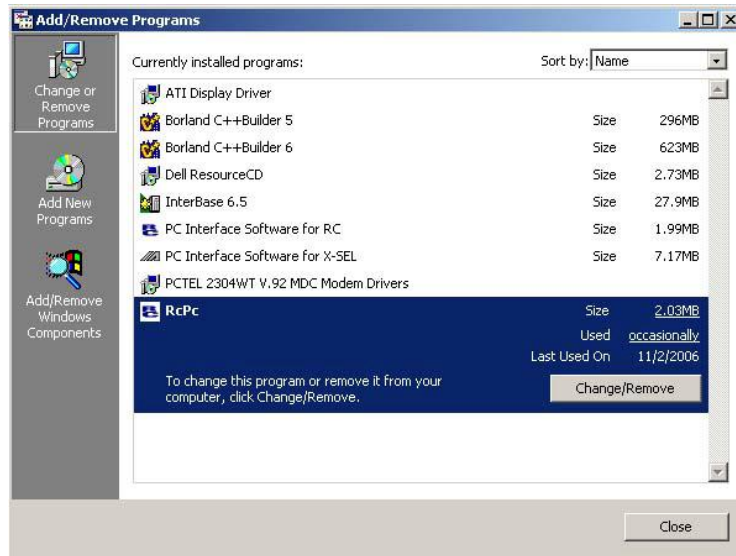 Add/Remove Programs
Change or
Remove
Programs
Add New
Programs
Add/Remove
Windows
Components
Currently installed programs:
Sort by: Name
ATI Display Driver
Borland C++Builder 5 Size 296MB
Borland C++Builder 6 Size 623MB
Dell ResourceCD Size 2.73MB
InterBase 6.5 Size 27.9MB
PC Interface Software for RC Size 1.99MB
PC Interface Software for X-SEL Size 7.17MB
PCTEL 2304WT V.92 MDC Modem Drivers
RcPc Size 2.03MB
Used occasionally
Last Used On 11/2/2006
To change this program or remove it from your
computer, click Change/Remove.
Change/Remove
Close